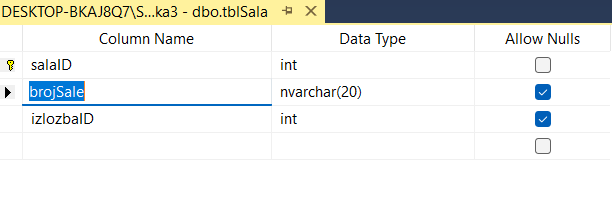 DESKTOP-BKAJ8Q7\S...ka3 - dbo.tblSala
Column Name Data Type Allow Nulls
salaID int
brojSale nvarchar(20)
izlozbaID int